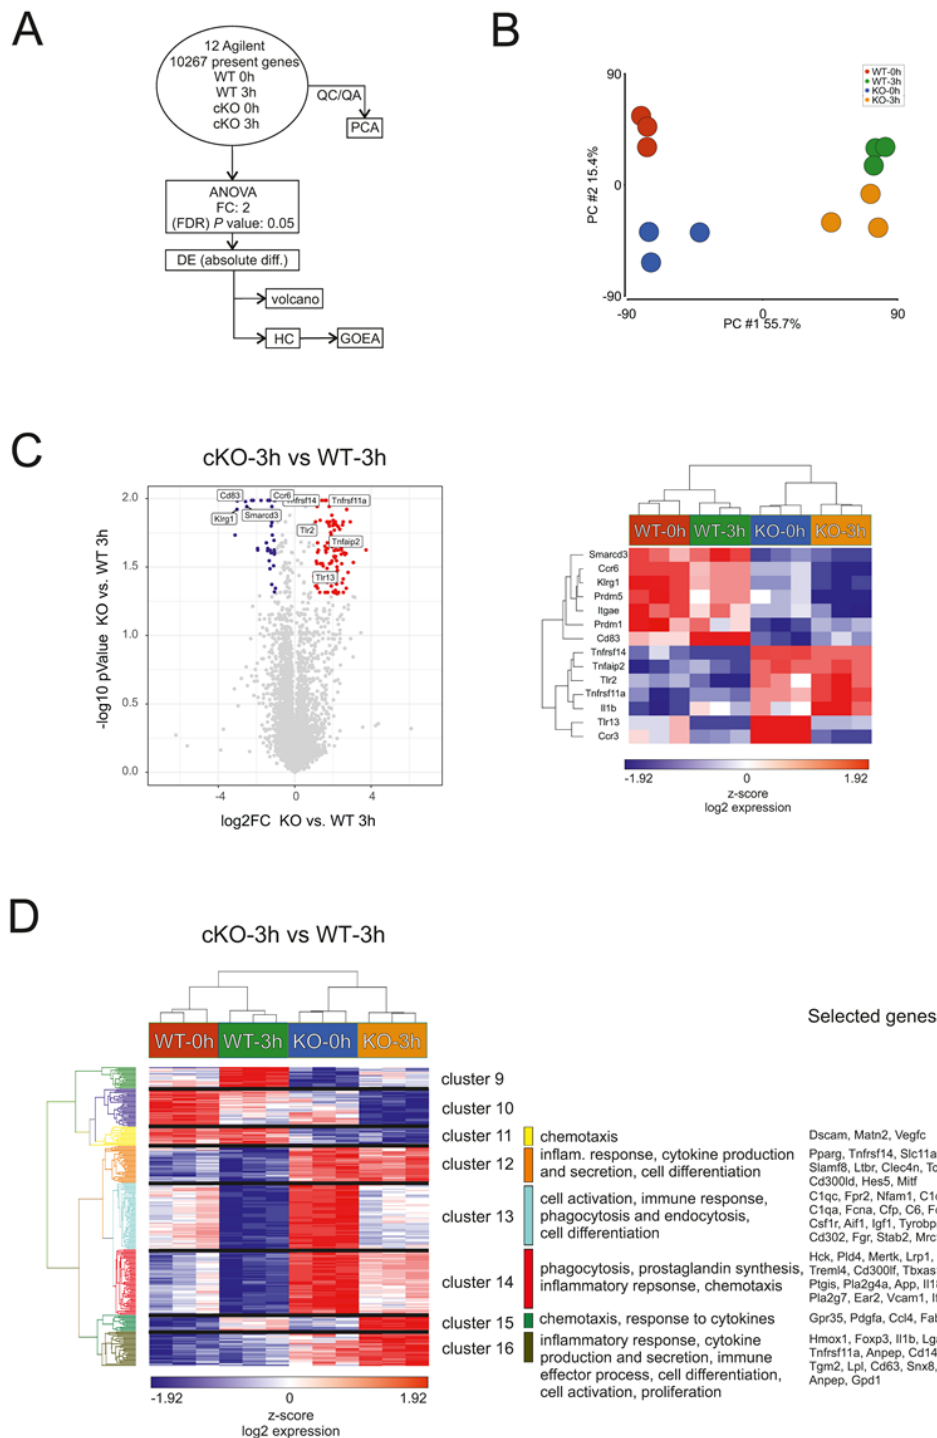 A
12 Agilent
10267 present genes
WT 0h
WT 3h
cKO 0h
cKO 3h
QC/QA
PCA
ANOVA
FC: 2
(FDR) P value: 0.05
DE (absolute diff.)
volcano
HC
GOEA
B
90
0
-90
PC #2 15.4%
WT-0h
WT-3h
KO-0h
KO-3h
-90
0
90
PC #1 55.7%
C
cKO-3h vs WT-3h
-log10 pValue KO vs. WT 3h
2.0
1.5
1.0
0.5
0.0
Cd83
Ccr6
Tnfrsf14
Tnfrsf11a
Klrg1
Smarcd3
Tlr2
Tnfaip2
Tlr13
-4
0
4
log2FC KO vs. WT 3h
WT-0h
WT-3h
KO-0h
KO-3h
Smarcd3
Ccr6
Klrg1
Prdm5
Itgae
Prdm1
Cd83
Tnfrsf14
Tnfaip2
Tlr2
Tnfrsf11a
Il1b
Tlr13
Ccr3
-1.92
0
1.92
z-score
log2 expression
D
cKO-3h vs WT-3h
WT-0h
WT-3h
KO-0h
KO-3h
Selected genes
cluster 9
cluster 10
cluster 11
cluster 12
cluster 13
cluster 14
cluster 15
cluster 16
chemotaxis
inflam. response, cytokine production
and secretion, cell differentiation
cell activation, immune response,
phagocytosis and endocytosis,
cell differentiation
phagocytosis, prostaglandin synthesis,
inflammatory reponse, chemotaxis
chemotaxis, response to cytokines
inflammatory response, cytokine
production and secretion, immune
effector process, cell differentiation,
cell activation, proliferation
Dscam, Matn2, Vegfc
Pparg, Tnfrsf14, Slc11a
Slamf8, Ltbr, Clec4n,
Cd300ld, Hes5, Mitf
C1qc, Fpr2, Nfam1,
C1qa, Fcna, Cfp, C6,
Csf1r, Aif1, Igf1, Tyrobp
Cd302, Fgr, Stab2,
Hck, Pld4, Mertk, Lrp1,
Treml4, Cd300lf, Tbxas
Ptgis, Pla2g4a, App,
Pla2g7, Ear2, Vcam1,
Gpr35, Pdgfa, Ccl4,
Hmox1, Foxp3, Il1b,
Tnfrsf11a, Anpep, Cd14
Tgm2, Lpl, Cd63, Snx8,
Anpep, Gpd1
-1.92
0
1.92
z-score
log2 expression